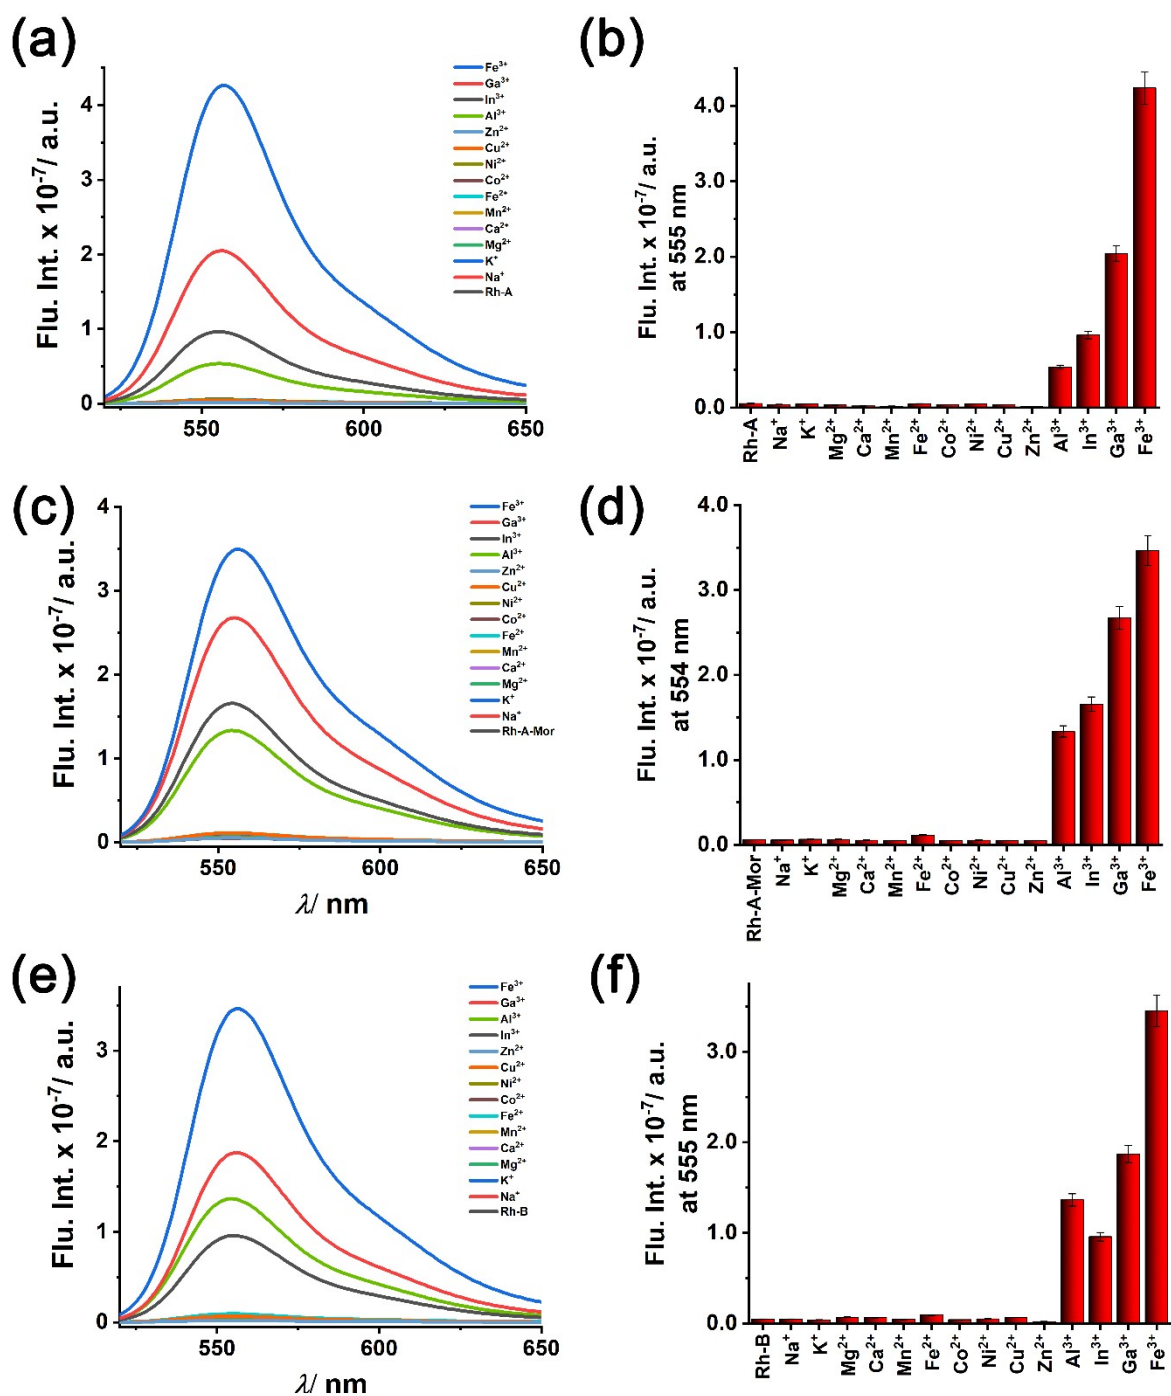 (a)
Flu. Int. x 10⁻⁷/ a.u.
4
3
2
1
0
550
600
650
Fe³⁺
Ga³⁺
In³⁺
Al³⁺
Zn²⁺
Cu²⁺
Ni²⁺
Co²⁺
Fe²⁺
Mn²⁺
Ca²⁺
Mg²⁺
K⁺
Na⁺
Rh-A
(b)
Flu. Int. x 10⁻⁷/ a.u.
at 555 nm
4.0
3.0
2.0
1.0
0.0
Rh-A
Na⁺
K⁺
Mg²⁺
Ca²⁺
Mn²⁺
Fe²⁺
Co²⁺
Ni²⁺
Cu²⁺
Zn²⁺
Al³⁺
In³⁺
Ga³⁺
Fe³⁺
(c)
Flu. Int. x 10⁻⁷/ a.u.
4
3
2
1
0
550
600
650
λ/ nm
Fe³⁺
Ga³⁺
In³⁺
Al³⁺
Zn²⁺
Cu²⁺
Ni²⁺
Co²⁺
Fe²⁺
Mn²⁺
Ca²⁺
Mg²⁺
K⁺
Na⁺
Rh-A-Mor
(d)
Flu. Int. x 10⁻⁷/ a.u.
at 554 nm
4.0
3.0
2.0
1.0
0.0
Rh-A-Mor
Na⁺
K⁺
Mg²⁺
Ca²⁺
Mn²⁺
Fe²⁺
Co²⁺
Ni²⁺
Cu²⁺
Zn²⁺
Al³⁺
In³⁺
Ga³⁺
Fe³⁺
(e)
Flu. Int. x 10⁻⁷/ a.u.
3
2
1
0
550
600
650
λ/ nm
Fe³⁺
Ga³⁺
Al³⁺
In³⁺
Zn²⁺
Cu²⁺
Ni²⁺
Co²⁺
Fe²⁺
Mn²⁺
Ca²⁺
Mg²⁺
K⁺
Na⁺
Rh-B
(f)
Flu. Int. x 10⁻⁷/ a.u.
at 555 nm
3.0
2.0
1.0
0.0
Rh-B
Na⁺
K⁺
Mg²⁺
Ca²⁺
Mn²⁺
Fe²⁺
Co²⁺
Ni²⁺
Cu²⁺
Zn²⁺
Al³⁺
In³⁺
Ga³⁺
Fe³⁺